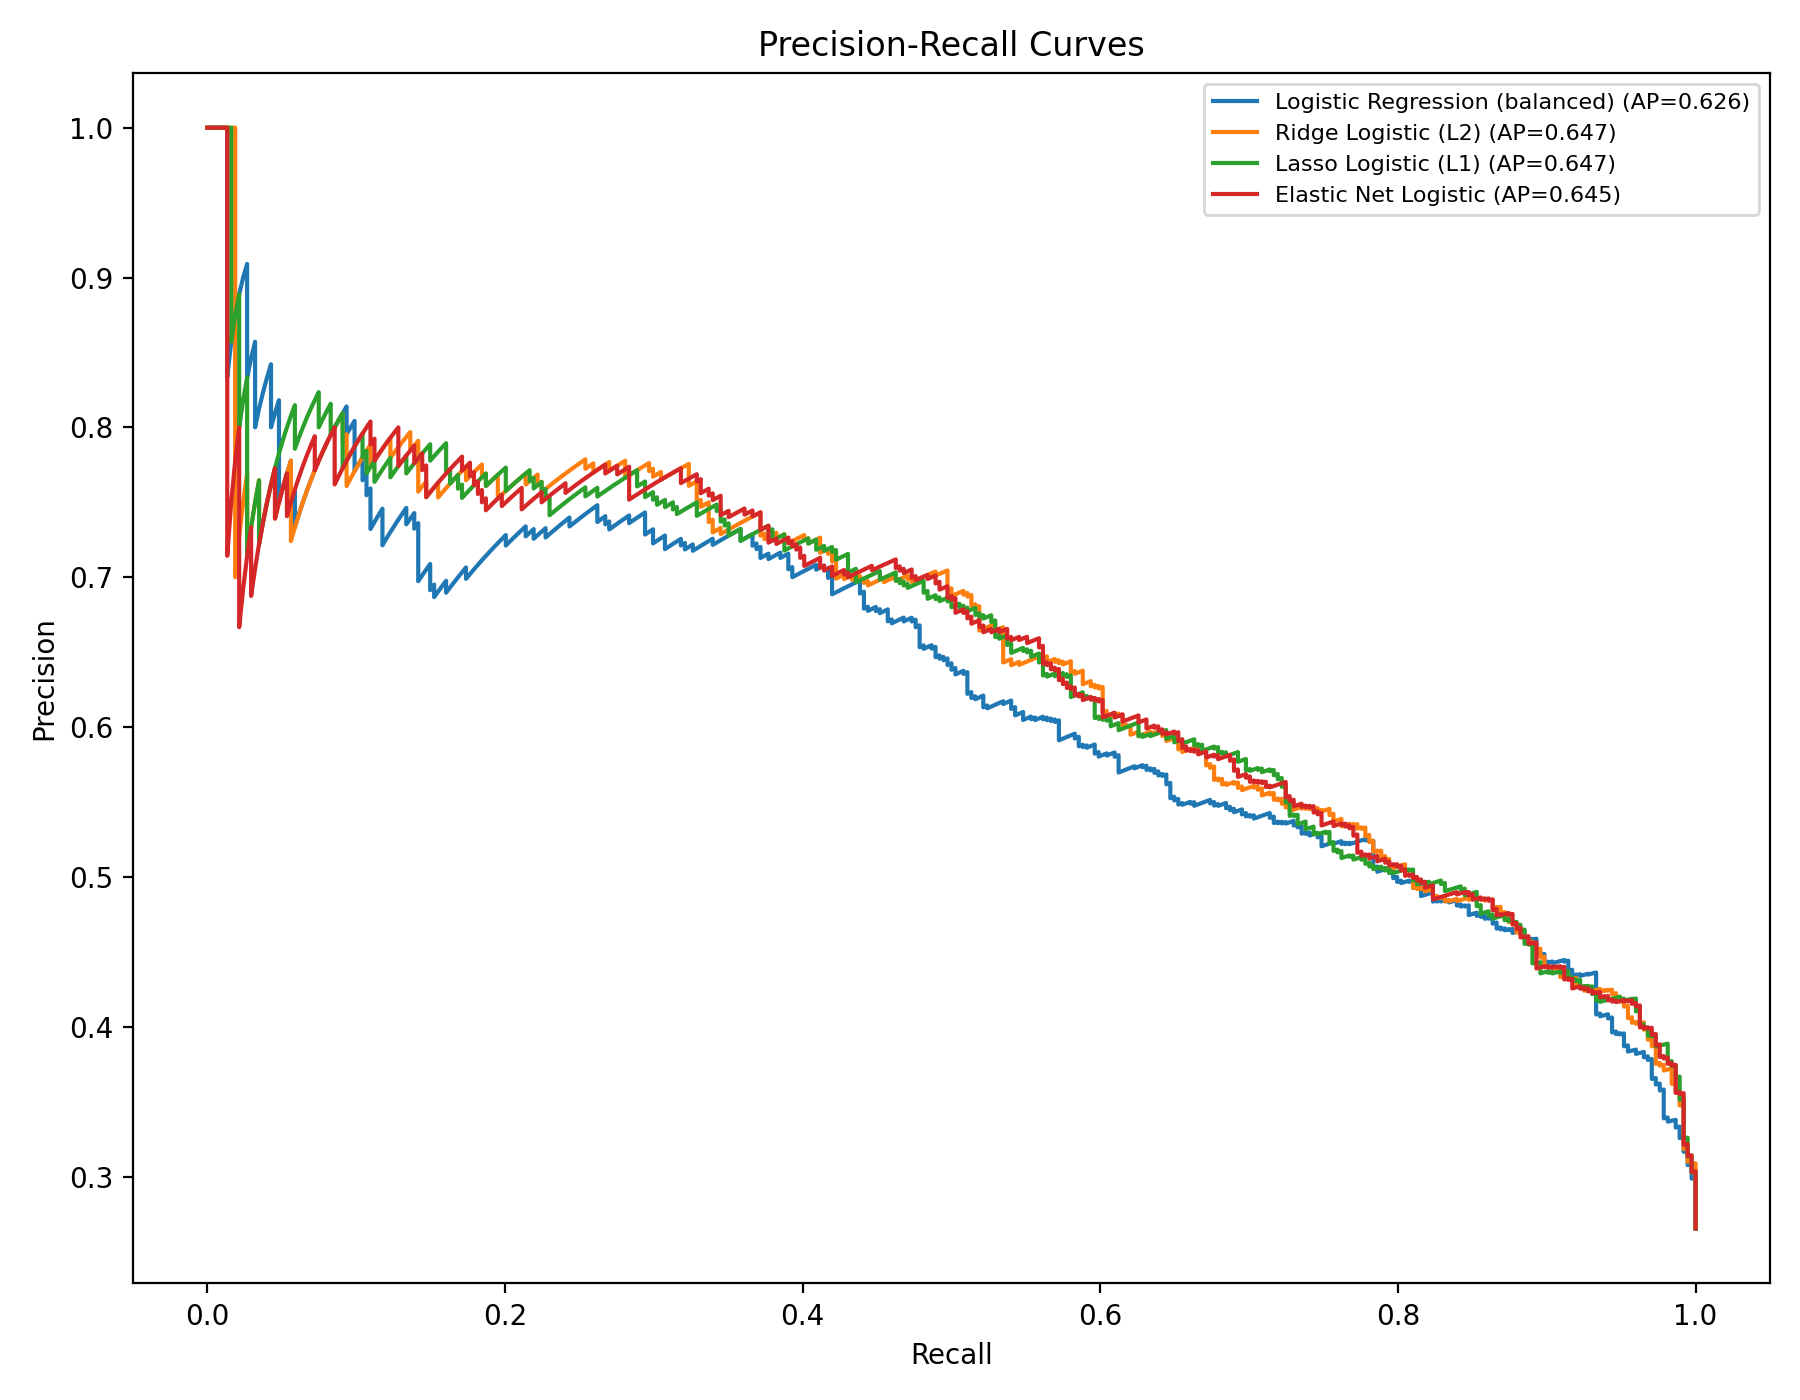 Precision-Recall Curves
Logistic Regression (balanced) (AP=0.626)
Ridge Logistic (L2) (AP=0.647)
Lasso Logistic (L1) (AP=0.647)
Elastic Net Logistic (AP=0.645)
1.0
0.9
0.8
0.7
0.6
0.5
0.4
0.3
Precision
0.0 0.2 0.4 0.6 0.8 1.0
Recall